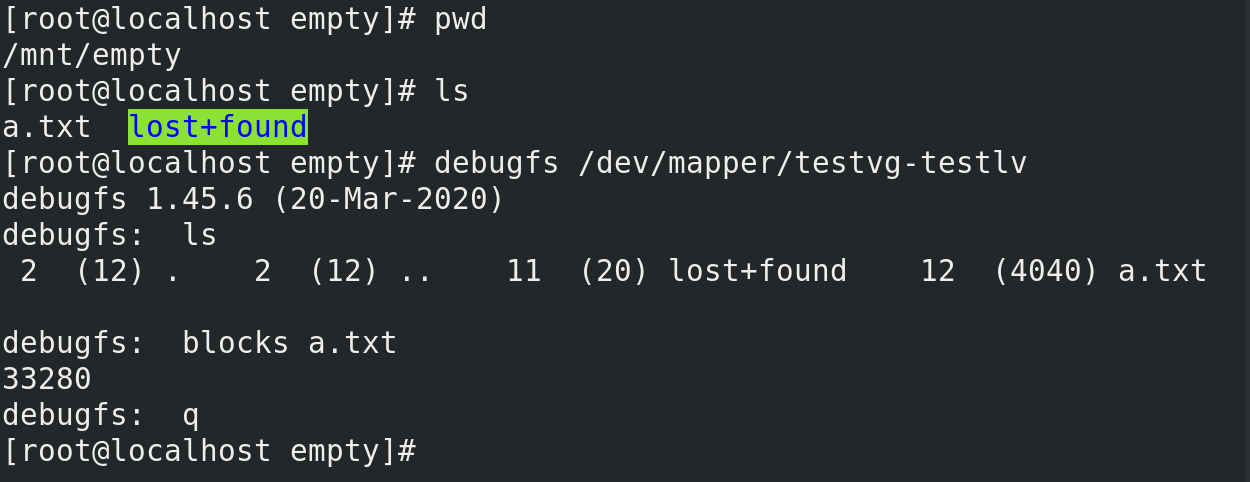 [root@localhost empty]# pwd
/mnt/empty
[root@localhost empty]# ls
a.txt  lost+found
[root@localhost empty]# debugfs /dev/mapper/testvg-testlv
debugfs 1.45.6 (20-Mar-2020)
debugfs:  ls
 2  (12) .    2  (12) ..    11  (20) lost+found    12  (4040) a.txt
debugfs:  blocks a.txt
33280
debugfs:  q
[root@localhost empty]#